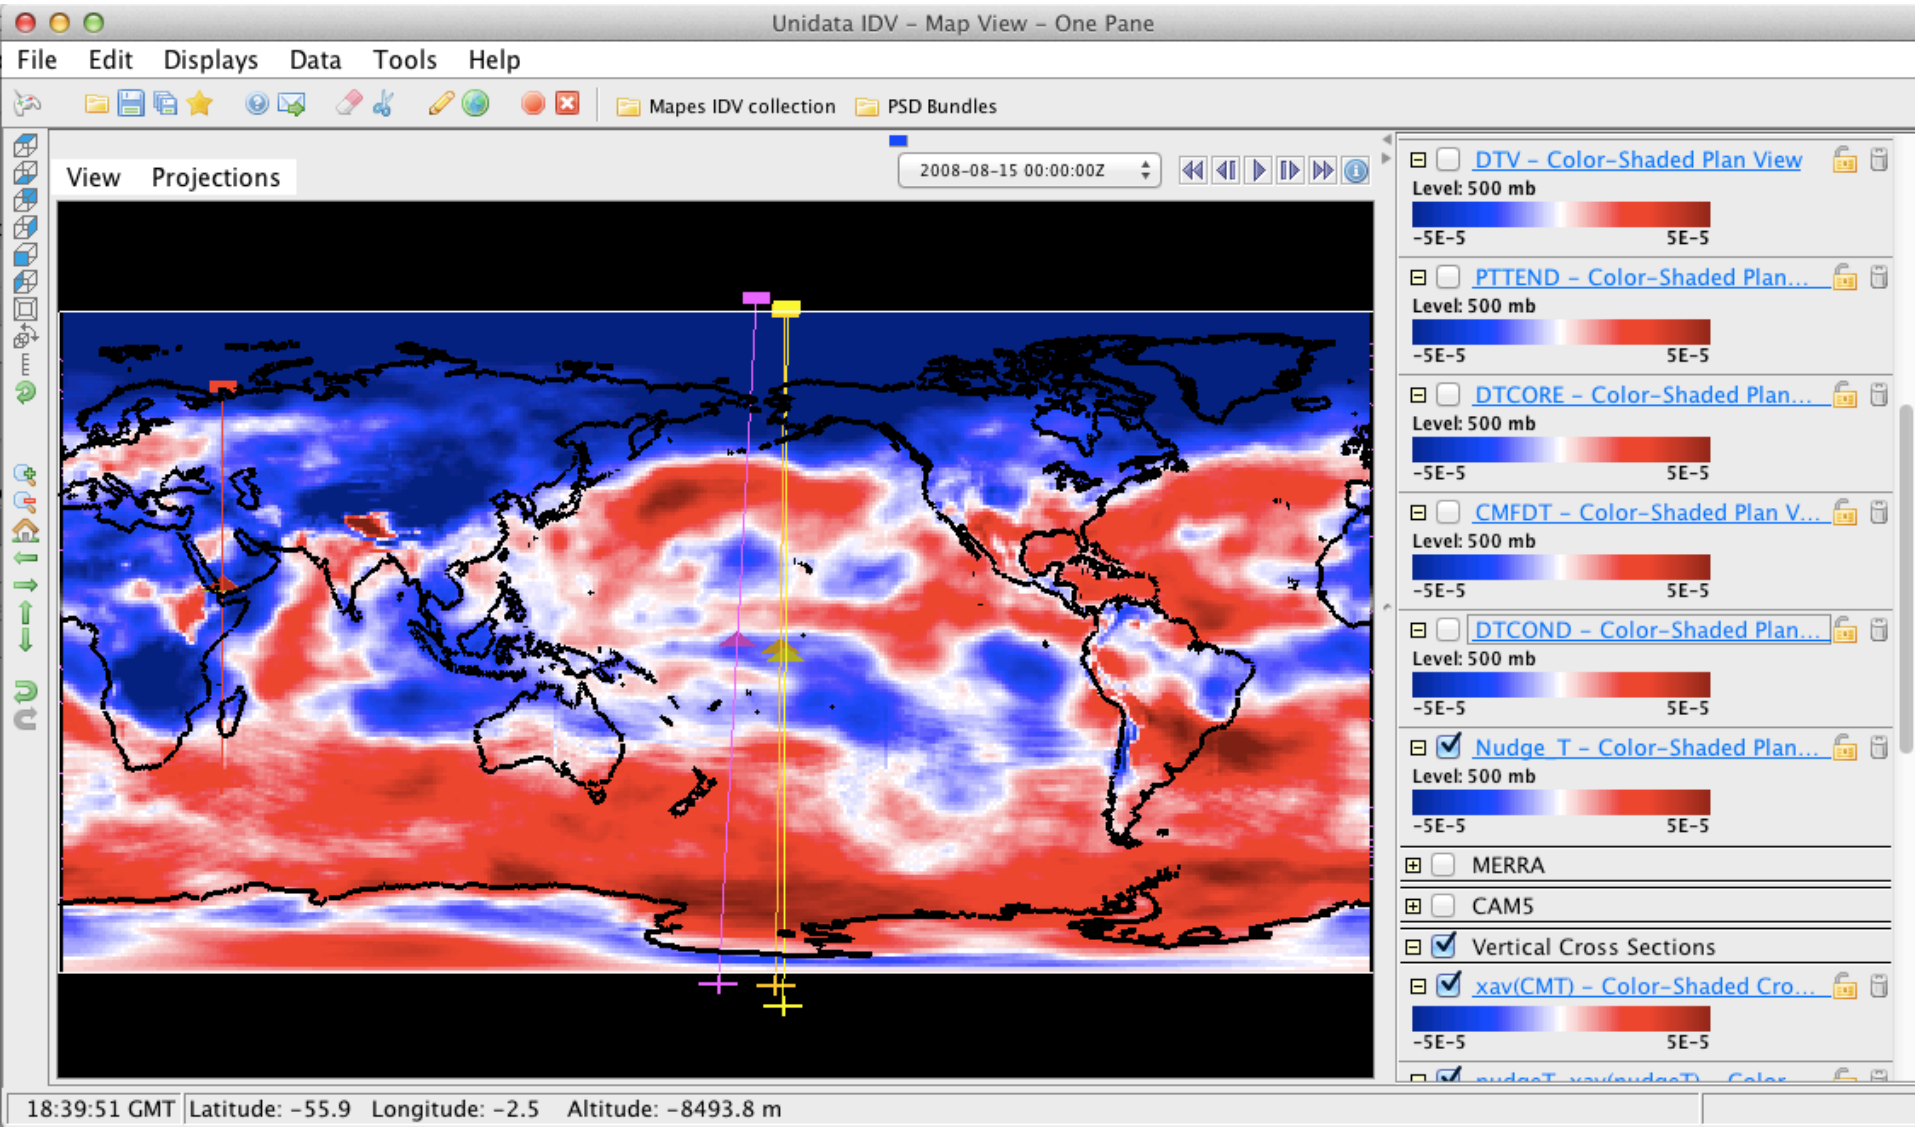 Unidata IDV – Map View – One Pane
File Edit Displays Data Tools Help
Mapes IDV collection PSD Bundles
View Projections
2008-08-15 00:00:00Z
DTV – Color-Shaded Plan View
Level: 500 mb
-5E-5 5E-5
PTTEND – Color-Shaded Plan...
Level: 500 mb
-5E-5 5E-5
DTCORE – Color-Shaded Plan...
Level: 500 mb
-5E-5 5E-5
CMFDT – Color-Shaded Plan V...
Level: 500 mb
-5E-5 5E-5
DTCOND – Color-Shaded Plan...
Level: 500 mb
-5E-5 5E-5
Nudge_T – Color-Shaded Plan...
Level: 500 mb
-5E-5 5E-5
MERRA
CAM5
Vertical Cross Sections
xav(CMT) – Color-Shaded Cro...
-5E-5 5E-5
nudgeT xav(nudgeT) – Color
18:39:51 GMT Latitude: -55.9 Longitude: -2.5 Altitude: -8493.8 m